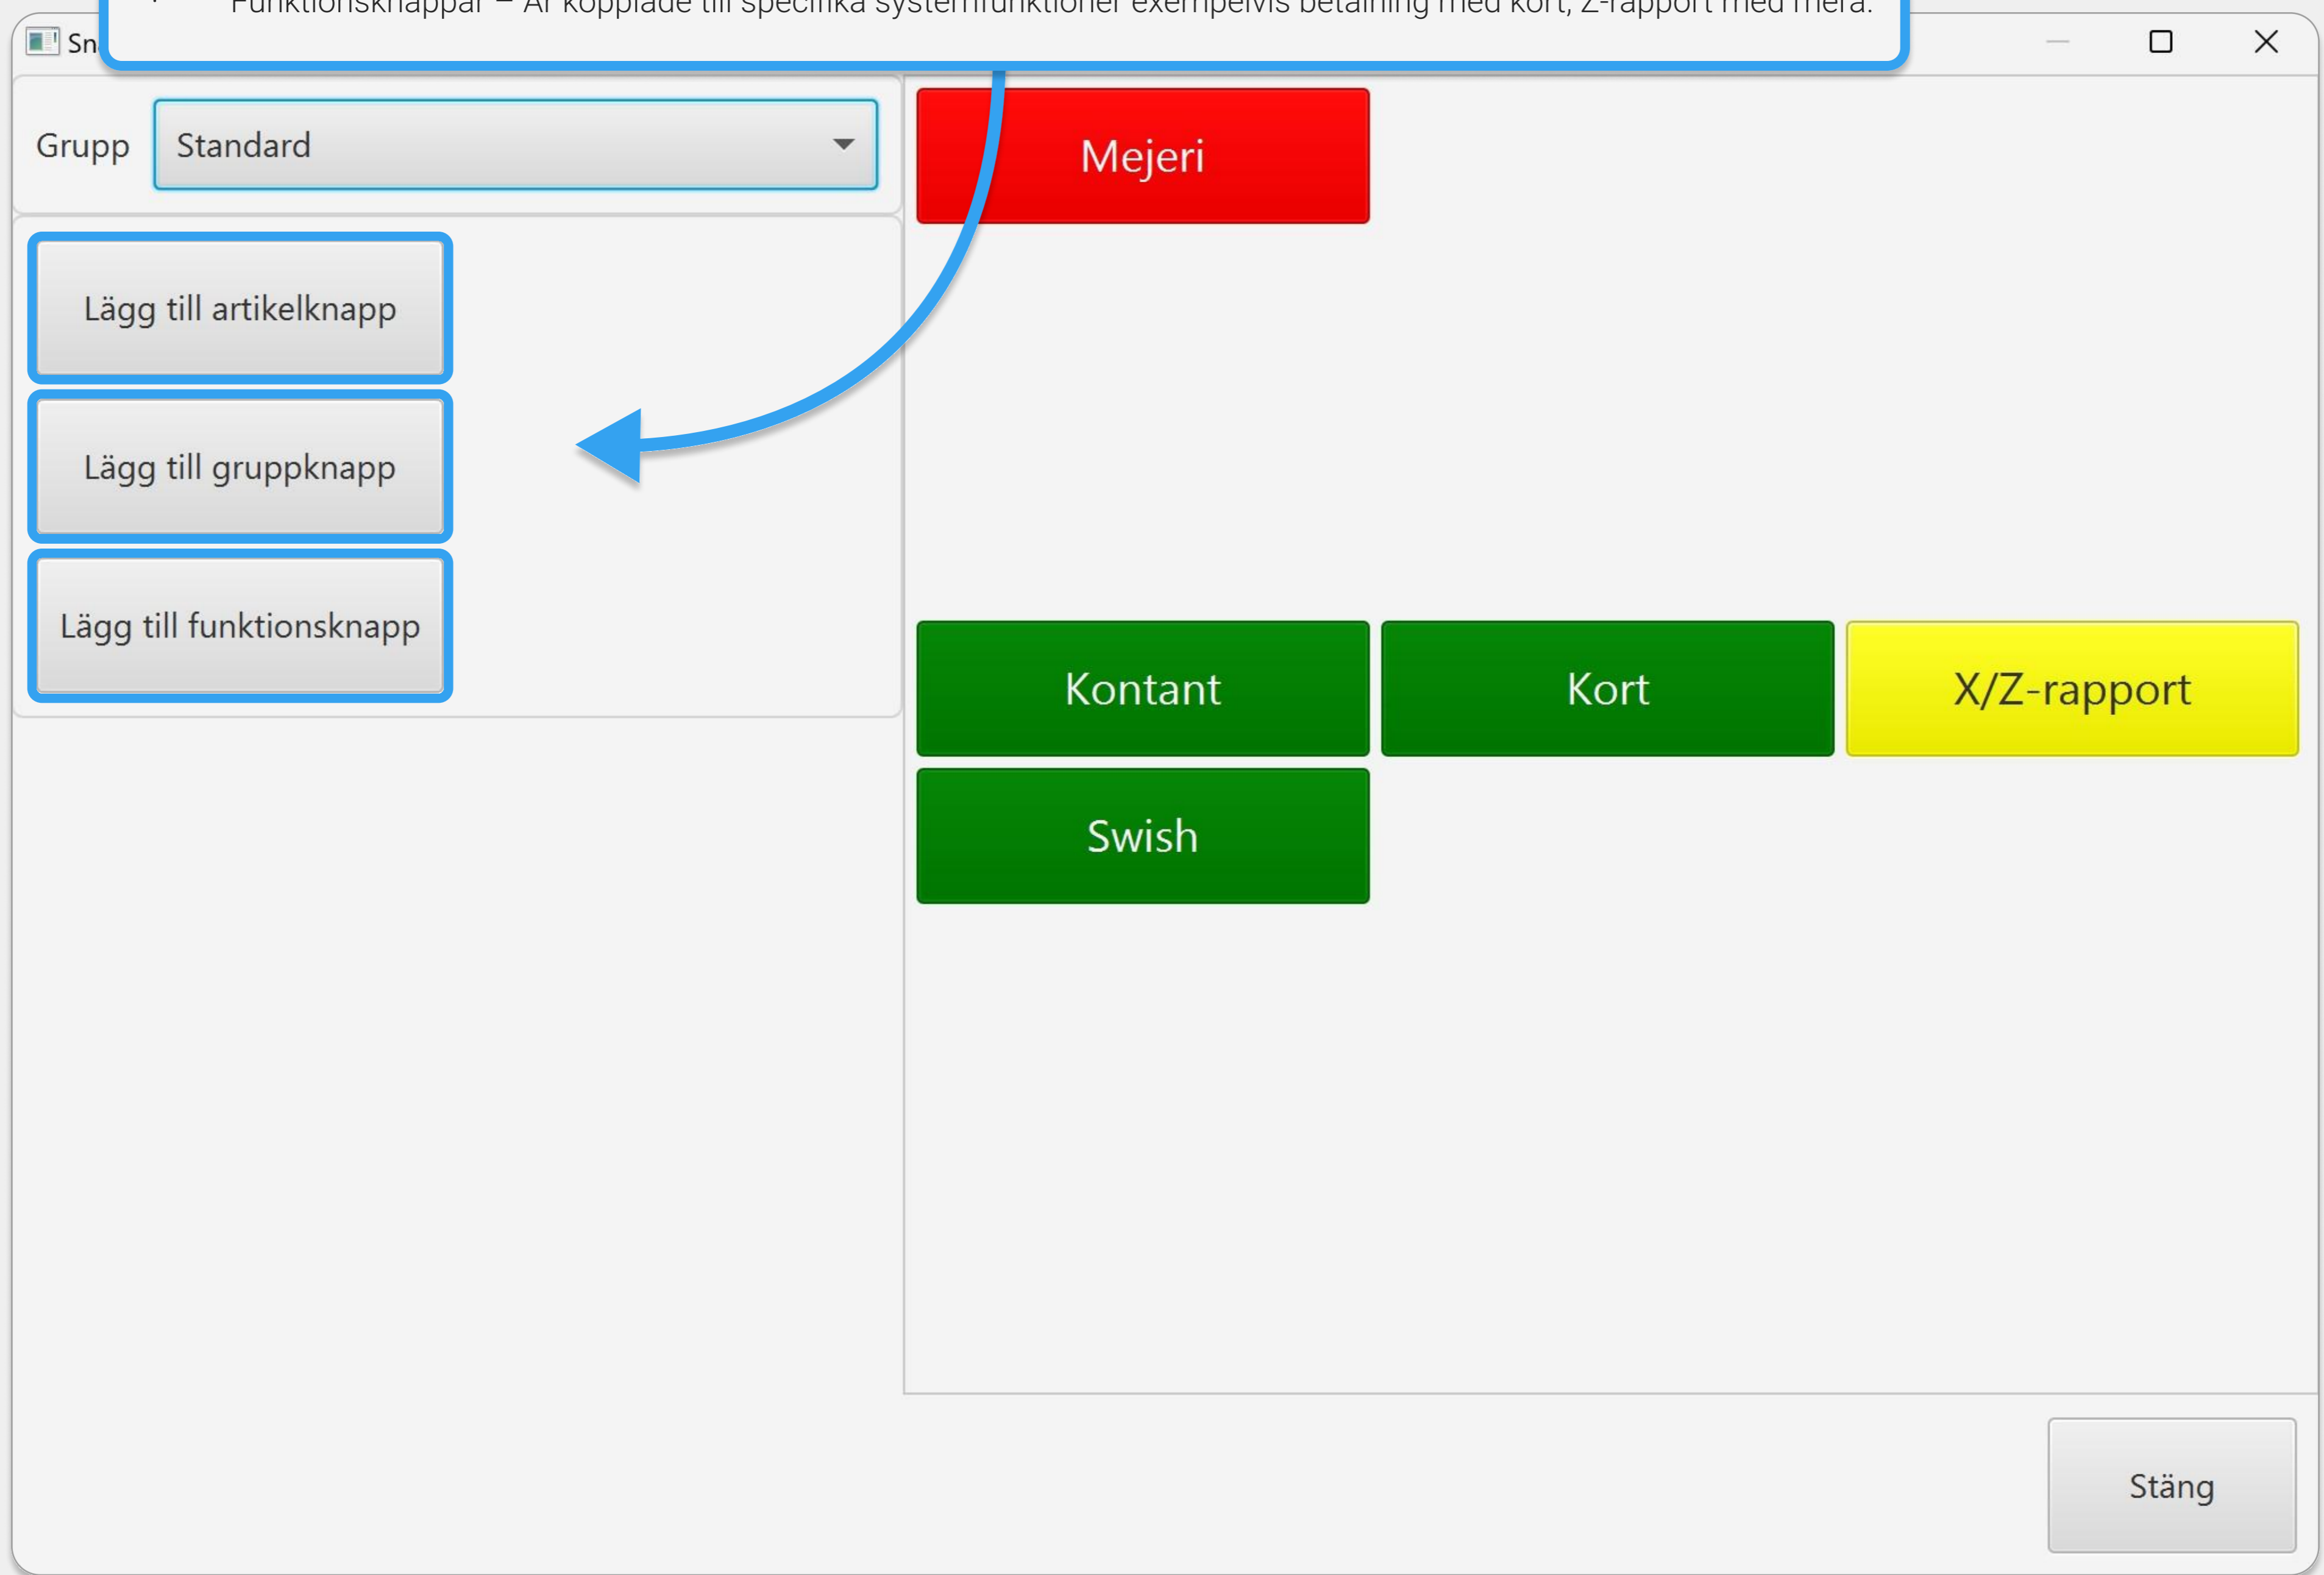 Funktionsknappar – Är kopplade till specifika systemfunktioner exempelvis betalning med kort, Z-rapport med mera.
Grupp
Standard
Lägg till artikelknapp
Lägg till gruppknapp
Lägg till funktionsknapp
Mejeri
Kontant
Kort
X/Z-rapport
Swish
Stäng